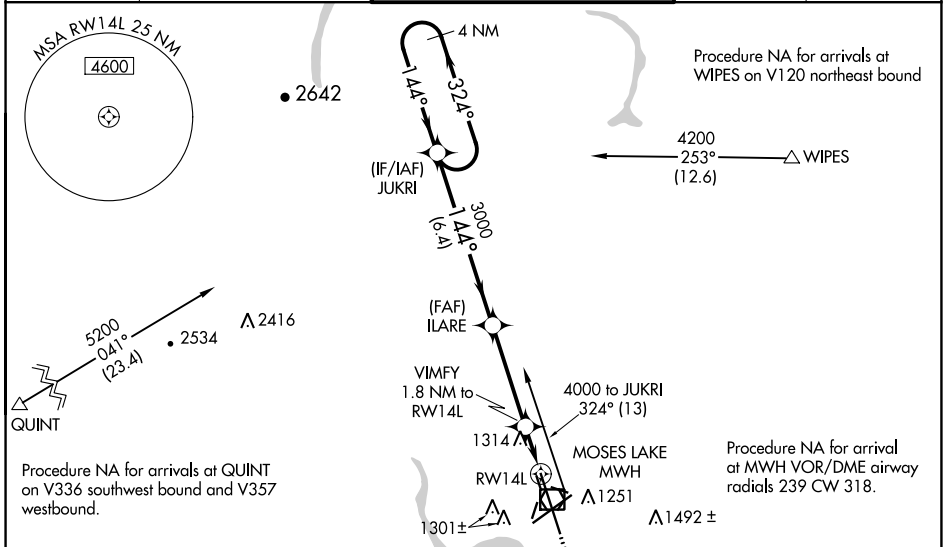 MSA RW14L 25 NM
4600
2642
4 NM
144°
324°
Procedure NA for arrivals at
WIPES on V120 northeast bound
4200
253°
(12.6)
WIPES
(IF/IAF)
JUKRI
3000
144°
(6.4)
(FAF)
ILARE
5200
041°
(23.4)
2534
2416
QUINT
VIMFY
1.8 NM to
RW14L
4000 to JUKRI
324° (13)
1314
MOSES LAKE
MWH
RW14L
1251
1301±
1492 ±
Procedure NA for arrivals at QUINT
on V336 southwest bound and V357
westbound.
Procedure NA for arrival
at MWH VOR/DME airway
radials 239 CW 318.